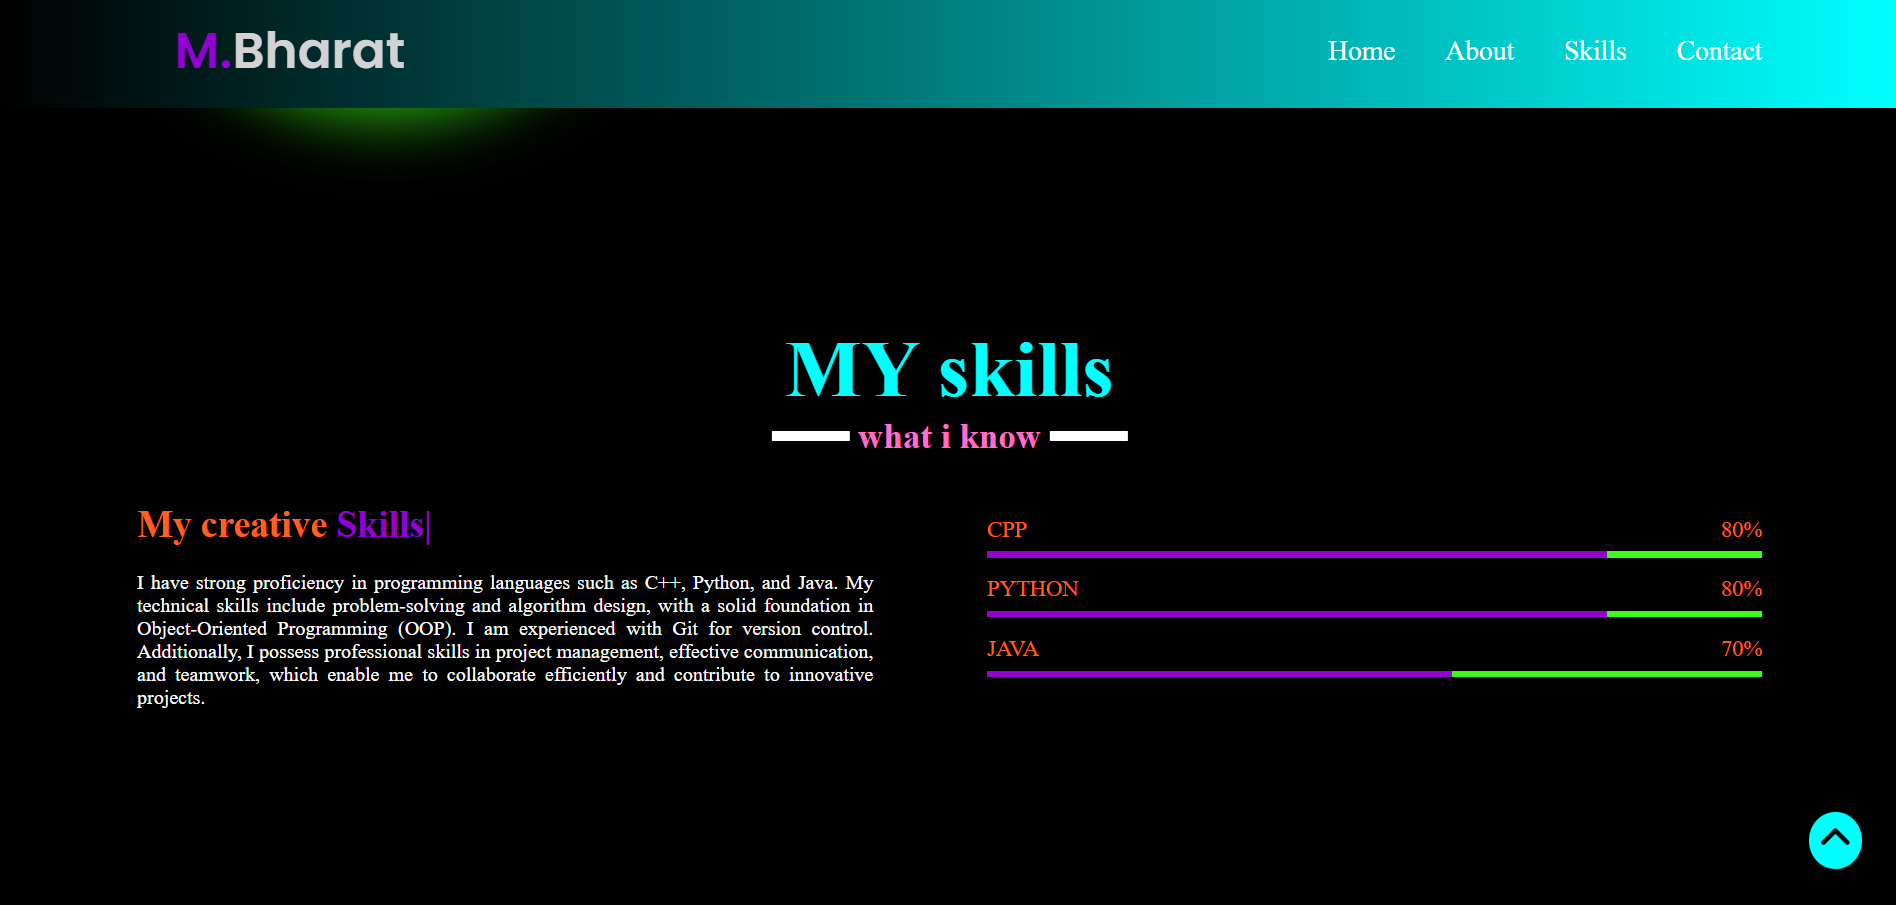 M.Bharat
Home About Skills Contact
MY skills
what i know
My creative Skills|
I have strong proficiency in programming languages such as C++, Python, and Java. My
technical skills include problem-solving and algorithm design, with a solid foundation in
Object-Oriented Programming (OOP). I am experienced with Git for version control.
Additionally, I possess professional skills in project management, effective communication,
and teamwork, which enable me to collaborate efficiently and contribute to innovative
projects.
CPP 80%
PYTHON 80%
JAVA 70%